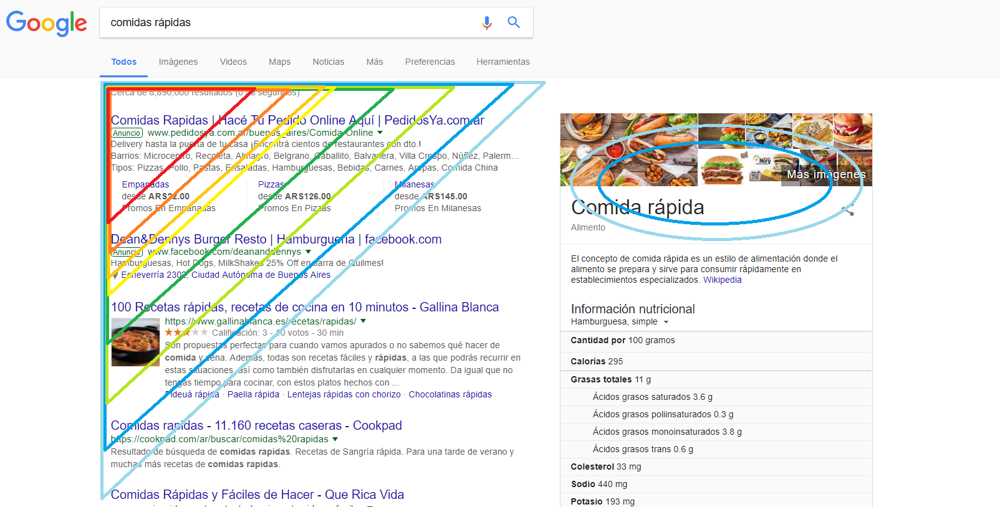 Google
comidas rápidas
Todos Imágenes Videos Maps Noticias Más Preferencias Herramientas
Cerca de 8,890,000 resultados segundos)
Comidas Rapidas | Hacé Tu Pedido Online Aquí | PedidosYa.com.ar
Anuncio www.pedidosya.com.ar/buenos_aires/Comida-Online
Delivery hasta la puerta de tu casa ¡Encontrá cientos de restaurantes con dto.!
Barrios: Microcentro, Recoleta, Almagro, Belgrano, Caballito, Balvanera, Villa Crespo, Núñez, Palerm...
Tipos: Pizzas, Pollo, Pastas, Ensaladas, Hamburguesas, Bebidas, Carnes, Arepas, Comida China
Empanadas Pizzas Milanesas
desde ARS22.00 desde ARS126.00 desde ARS145.00
Promos En Empanadas Promos En Pizzas Promos En Milanesas
Dean&Dennys Burger Resto | Hamburguería | facebook.com
Anuncio www.facebook.com/deananddennys
Hamburguesas, Hot Dogs, MilkShakes 25% Off en Jarra de Quilmes!
Echeverría 2302, Ciudad Autónoma de Buenos Aires
100 Recetas rápidas, recetas de cocina en 10 minutos - Gallina Blanca
https://www.gallinablanca.es/recetas/rapidas/
Calificación: 3 - 10 votos - 30 min
Son propuestas perfectas para cuando vamos apurados o no sabemos qué hacer de
comida y cena. Además, todas son recetas fáciles y rápidas, a las que podrás recurrir en
estas situaciones, así como también disfrutarlas en cualquier momento. Da igual que no
tengas tiempo para cocinar, con estos platos hechos con ...
Fideuá rápida · Paella rápida · Lentejas rápidas con chorizo · Chocolatinas rápidas
Comidas rapidas - 11.160 recetas caseras - Cookpad
https://cookpad.com/ar/buscar/comidas%20rapidas
Resultado de búsqueda de comidas rapidas. Recetas de Sangría rápida. Para una tarde de verano y
muchas más recetas de comidas rapidas.
Comidas Rápidas y Fáciles de Hacer - Que Rica Vida
Mary
Más imágenes
Comida rápida
Alimento
El concepto de comida rápida es un estilo de alimentación donde el
alimento se prepara y sirve para consumir rápidamente en
establecimientos especializados. Wikipedia
Información nutricional
Hamburguesa, simple
Cantidad por 100 gramos
Calorías 295
Grasas totales 11 g
Ácidos grasos saturados 3.6 g
Ácidos grasos poliinsaturados 0.3 g
Ácidos grasos monoinsaturados 3.8 g
Ácidos grasos trans 0.6 g
Colesterol 33 mg
Sodio 440 mg
Potasio 193 mg